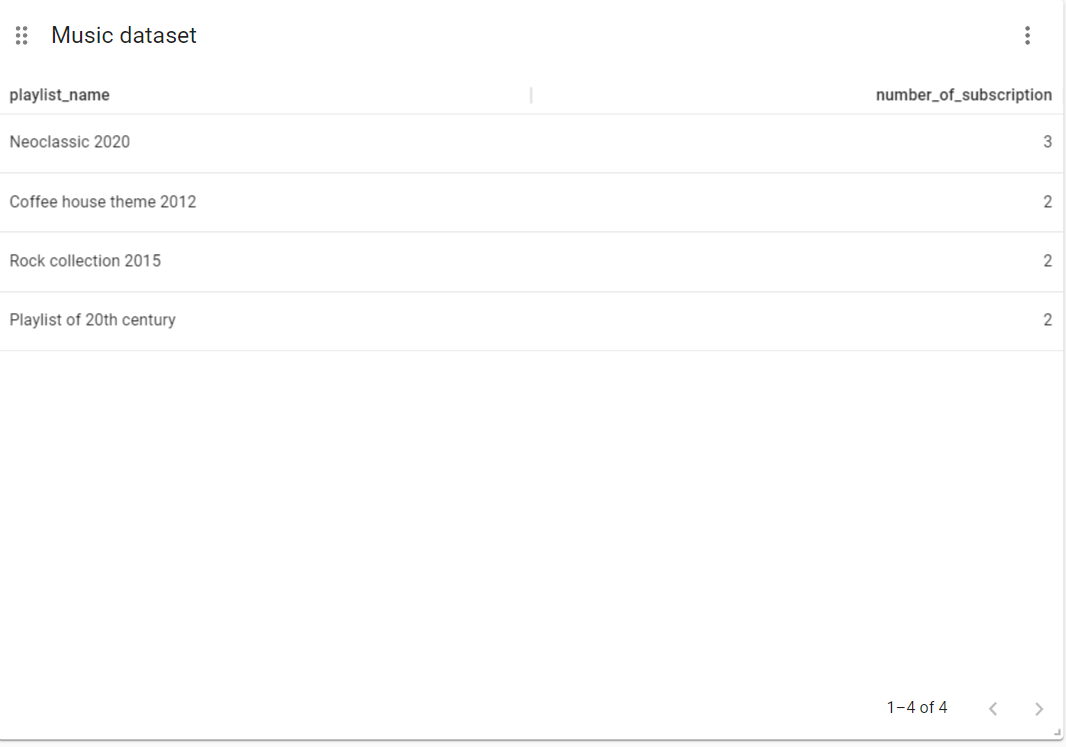 Music dataset
playlist_name number_of_subscription
Neoclassic 2020 3
Coffee house theme 2012 2
Rock collection 2015 2
Playlist of 20th century 2
1–4 of 4